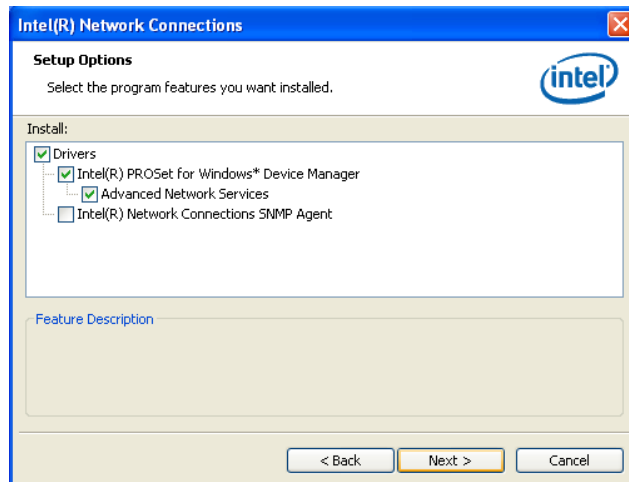 Intel(R) Network Connections
Setup Options
Select the program features you want installed.
intel
Install:
Drivers
Intel(R) PROSet for Windows* Device Manager
Advanced Network Services
Intel(R) Network Connections SNMP Agent
Feature Description
< Back
Next >
Cancel